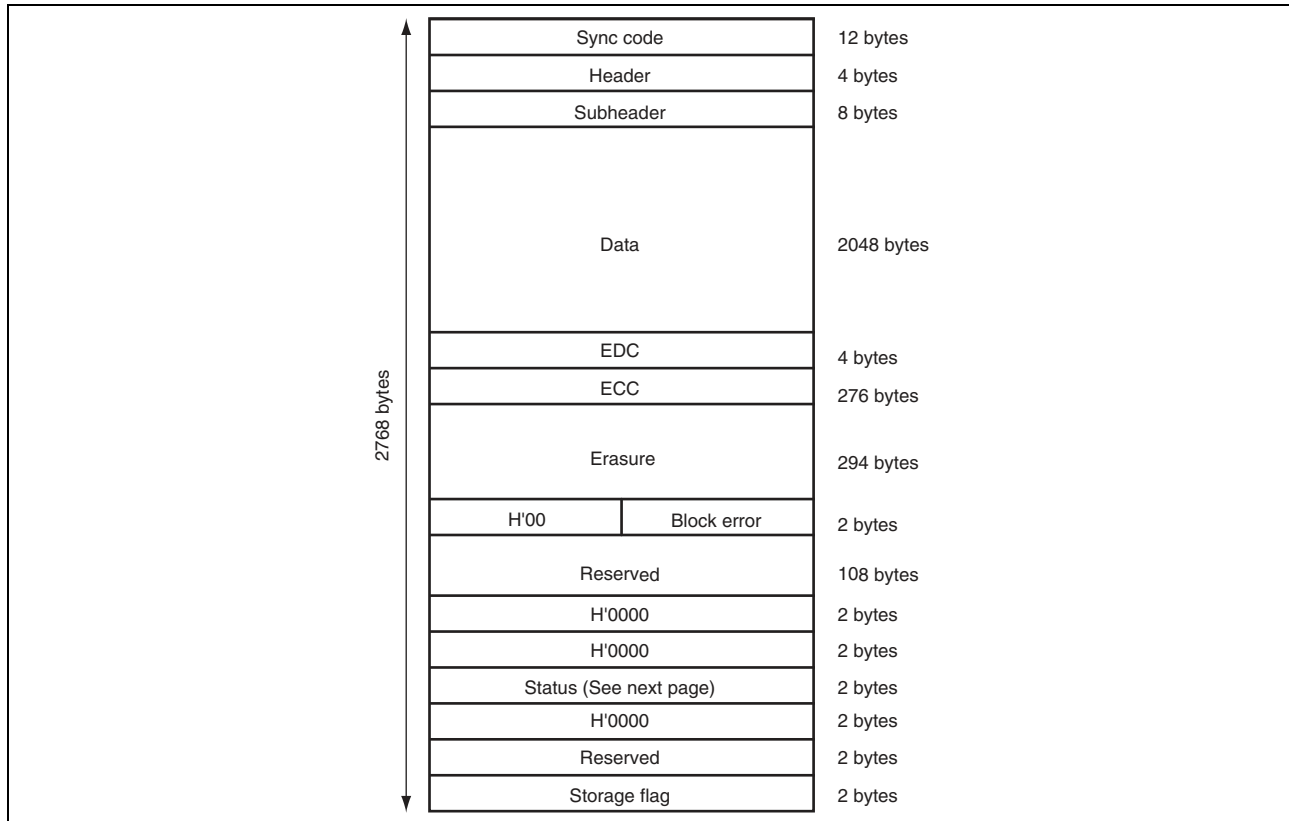 Sync code 12 bytes
Header 4 bytes
Subheader 8 bytes
Data 2048 bytes
EDC 4 bytes
ECC 276 bytes
2768 bytes
Erasure 294 bytes
H'00 Block error 2 bytes
Reserved 108 bytes
H'0000 2 bytes
H'0000 2 bytes
Status (See next page) 2 bytes
H'0000 2 bytes
Reserved 2 bytes
Storage flag 2 bytes